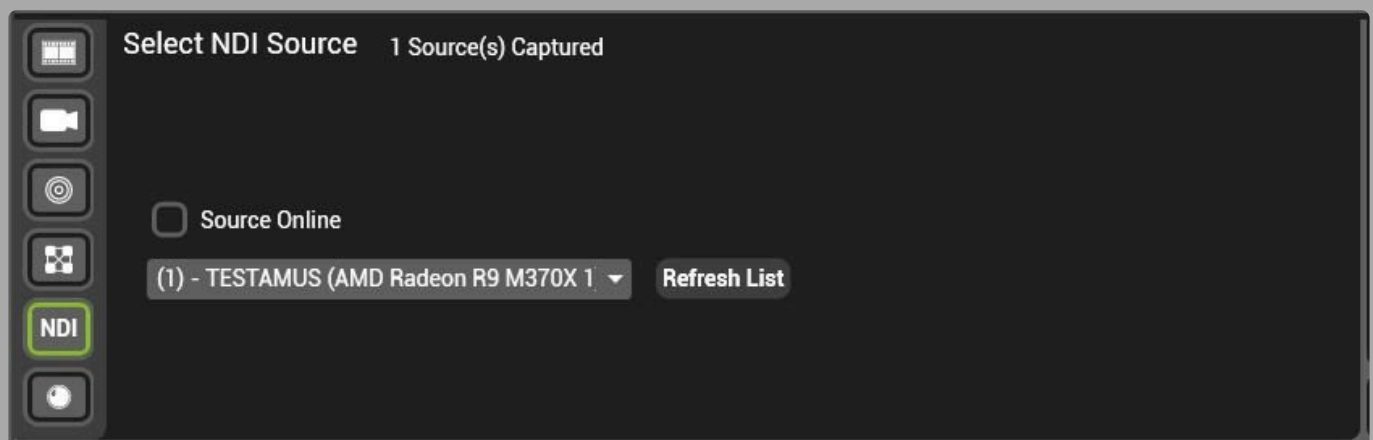 Select NDI Source 1 Source(s) Captured
Source Online
(1) - TESTAMUS (AMD Radeon R9 M370X 1 Refresh List
NDI